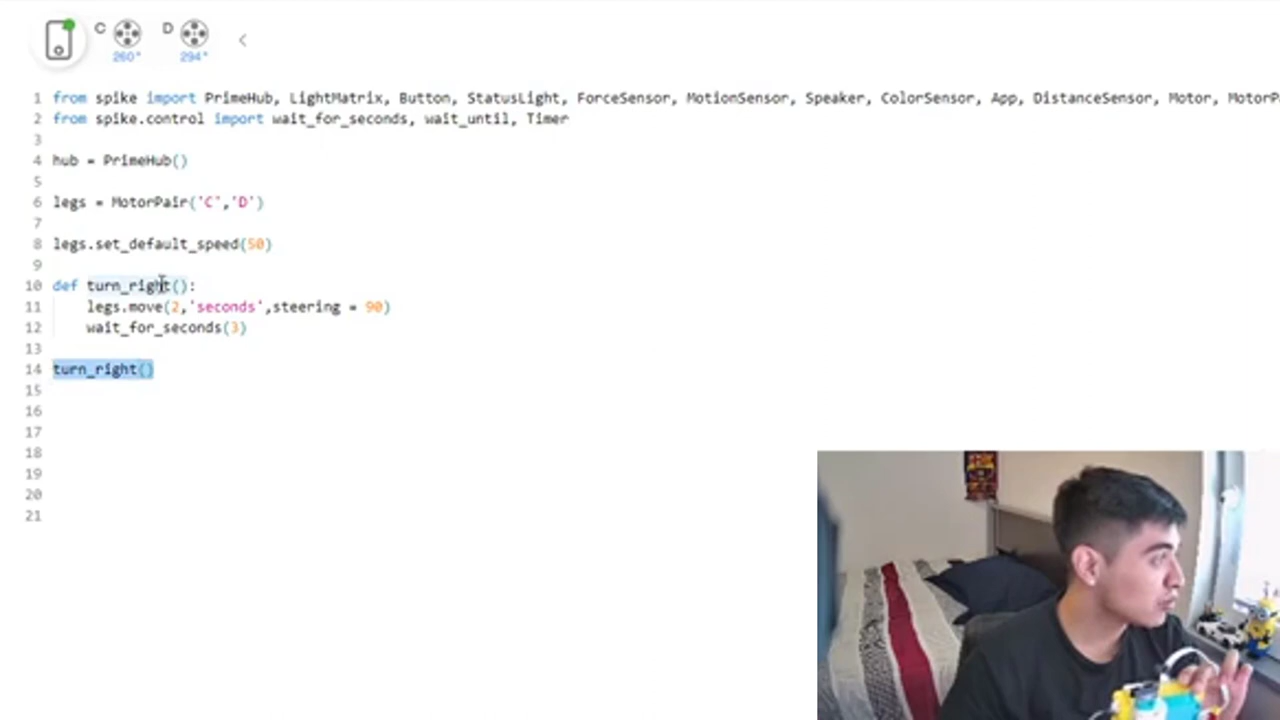 C D
260° 294°
1 from spike import PrimeHub, LightMatrix, Button, StatusLight, ForceSensor, MotionSensor, Speaker, ColorSensor, App, DistanceSensor, Motor, MotorP
2 from spike.control import wait_for_seconds, wait_until, Timer
3
4 hub = PrimeHub()
5
6 legs = MotorPair('C','D')
7
8 legs.set_default_speed(50)
9
10 def turn_right():
11 legs.move(2,'seconds',steering = 90)
12 wait_for_seconds(3)
13
14 turn_right()
15
16
17
18
19
20
21